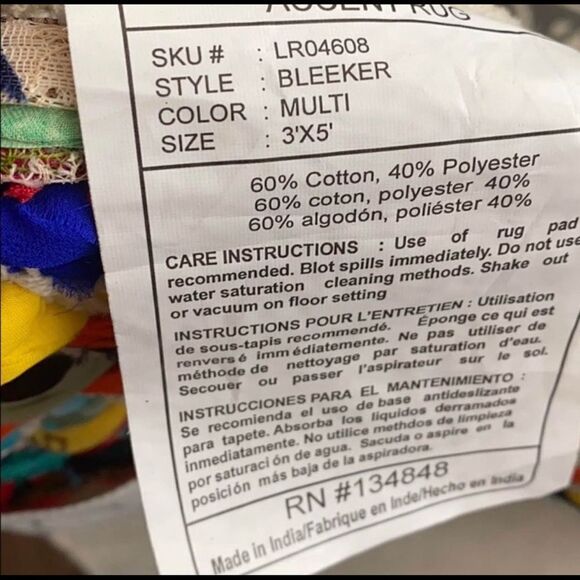 ACCENT RUG
SKU # : LR04608
STYLE : BLEEKER
COLOR : MULTI
SIZE : 3'X5'
60% Cotton, 40% Polyester
60% coton, polyester 40%
60% algodón, poliéster 40%
CARE INSTRUCTIONS : Use of rug pad
recommended. Blot spills immediately. Do not use
water saturation cleaning methods. Shake out
or vacuum on floor setting
INSTRUCTIONS POUR L'ENTRETIEN : Utilisation
de sous-tapis recommendé. Éponge ce qui est
renversé immédiatement. Ne pas utiliser de
méthode de nettoyage par saturation d'eau.
Secouer ou passer l'aspirateur sur le sol.
INSTRUCCIONES PARA EL MANTENIMIENTO :
Se recomienda el uso de base antideslizante
para tapete. Absorba los liquidos derramados
inmediatamente. No utilice methdos de limpieza
por saturación de agua. Sacuda o aspire en la
posición más baja de la aspiradora.
RN #134848
Made in India/Fabrique en Inde/Hecho en India